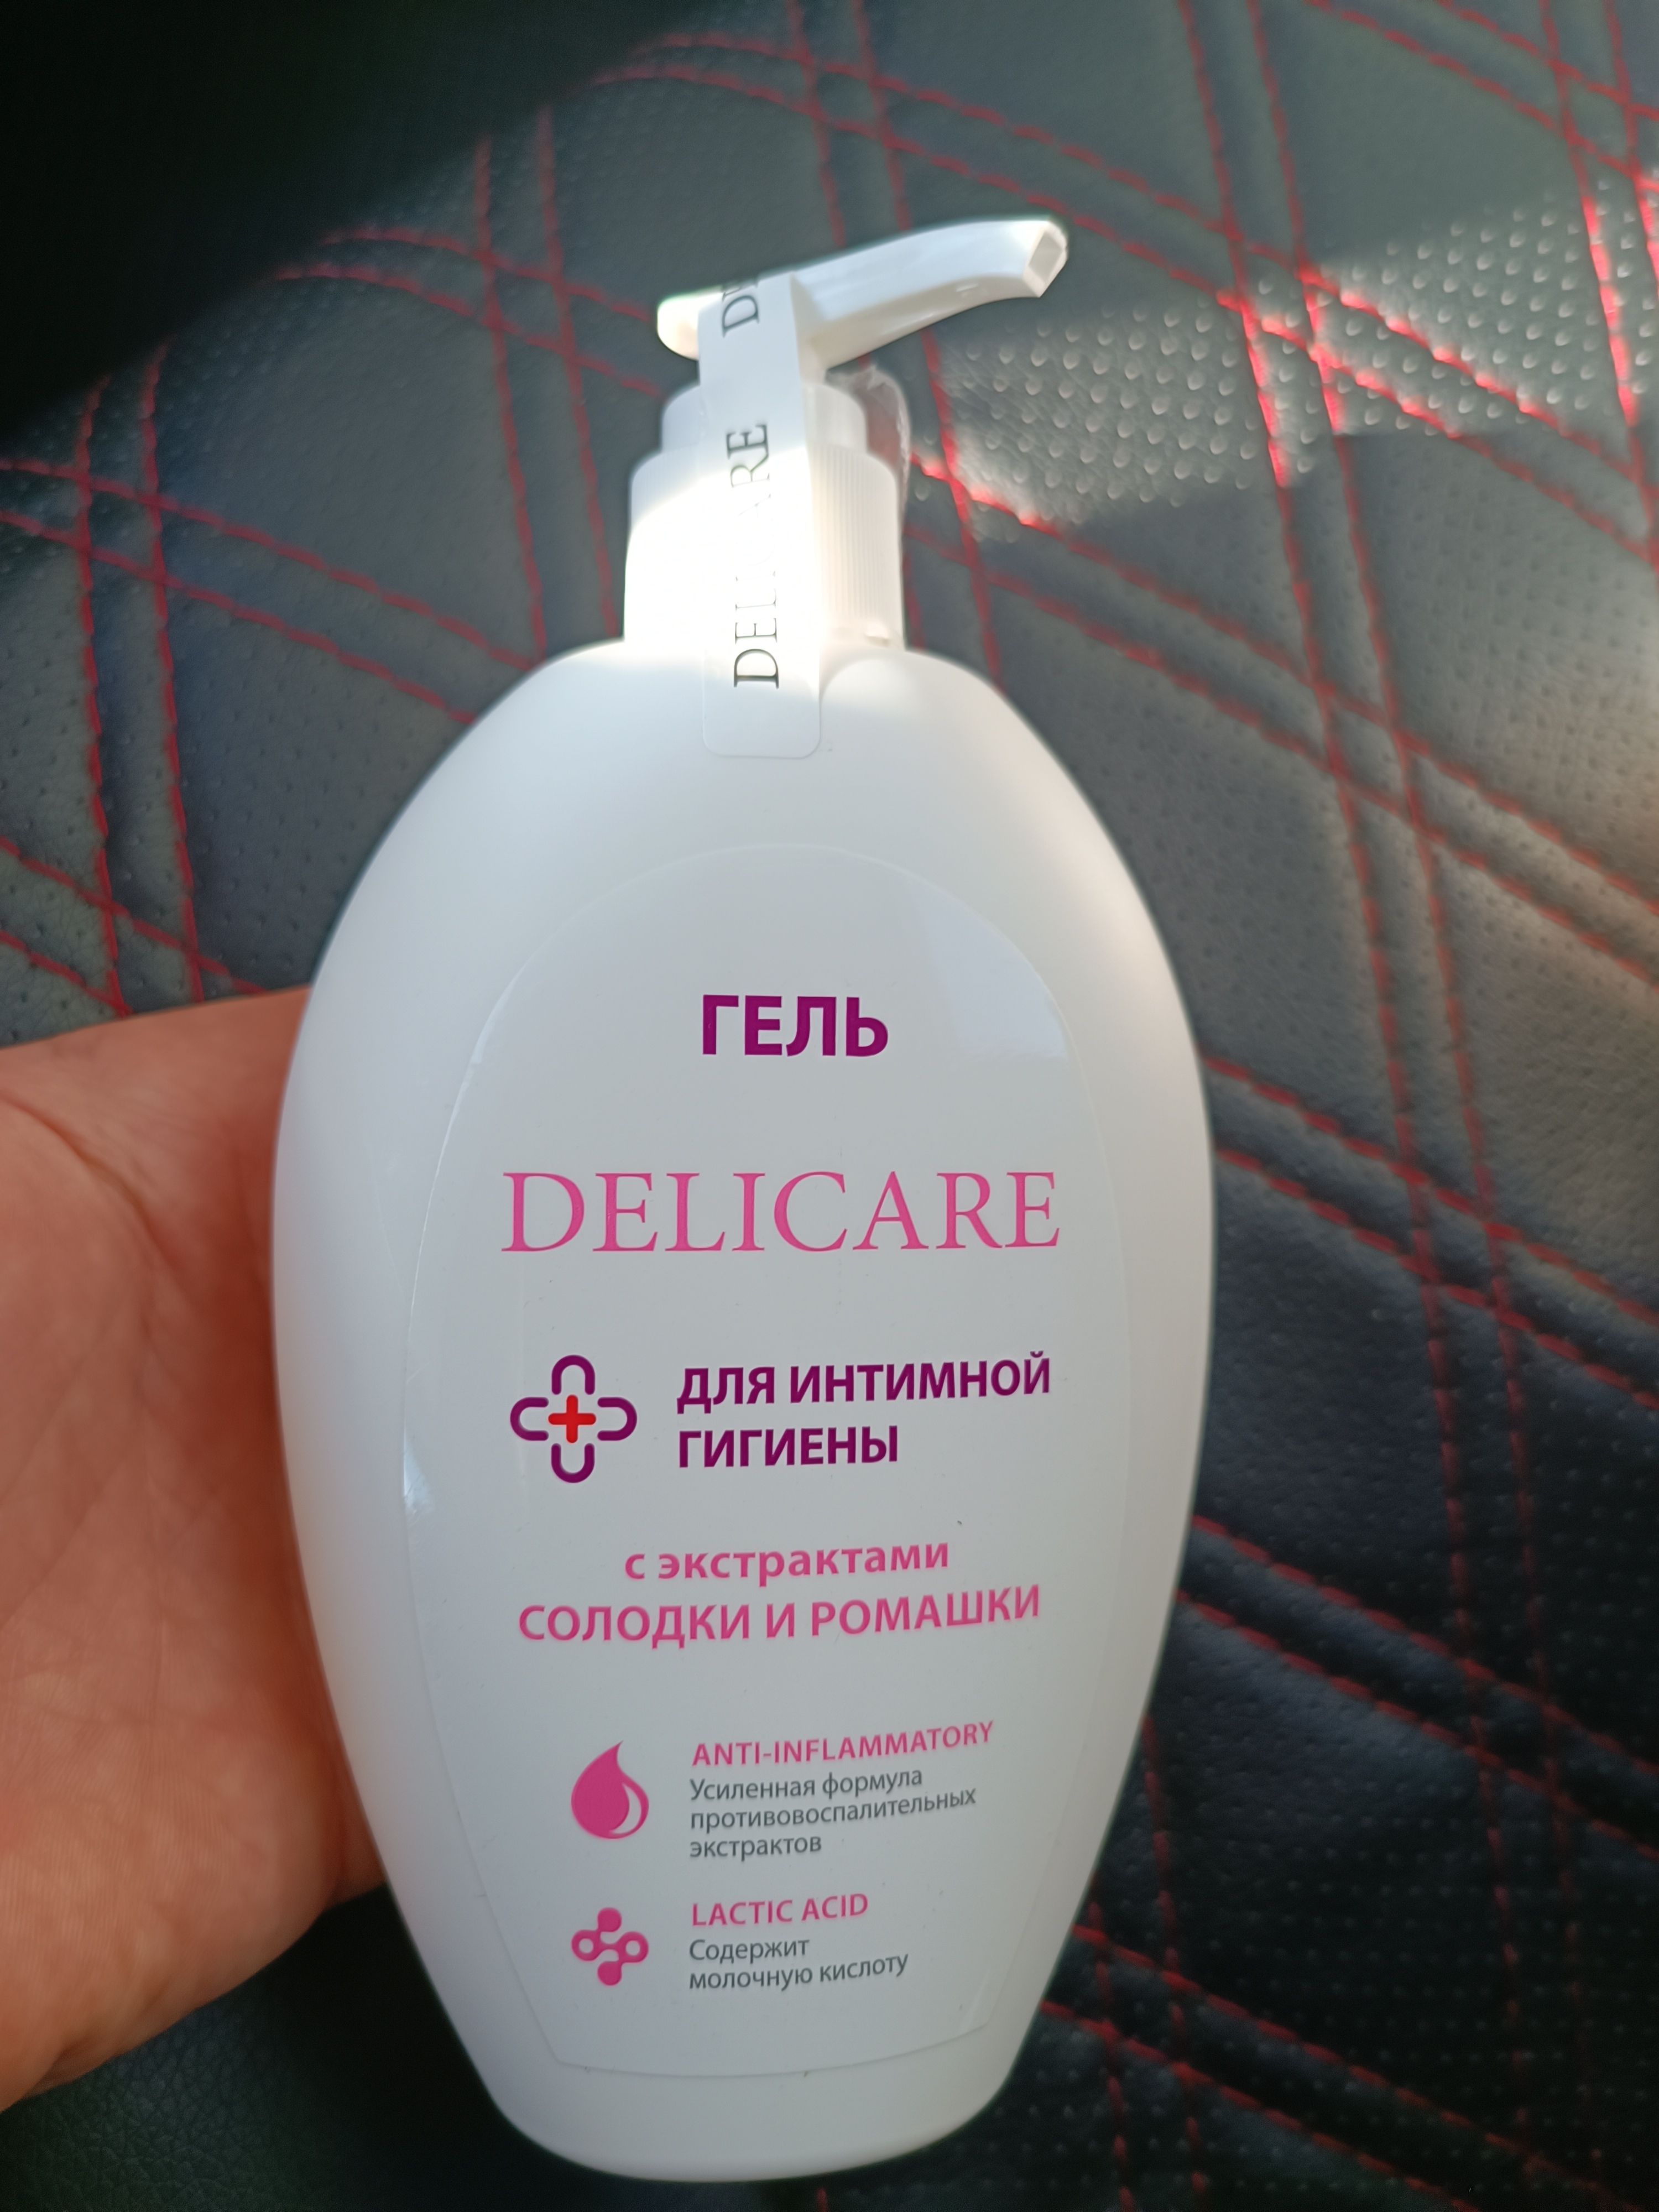 DELICARE
ГЕЛЬ
DELICARE
ДЛЯ ИНТИМНОЙ
ГИГИЕНЫ
с экстрактами
СОЛОДКИ И РОМАШКИ
ANTI-INFLAMMATORY
Усиленная формула
противовоспалительных
экстрактов
LACTIC ACID
Содержит
молочную кислоту